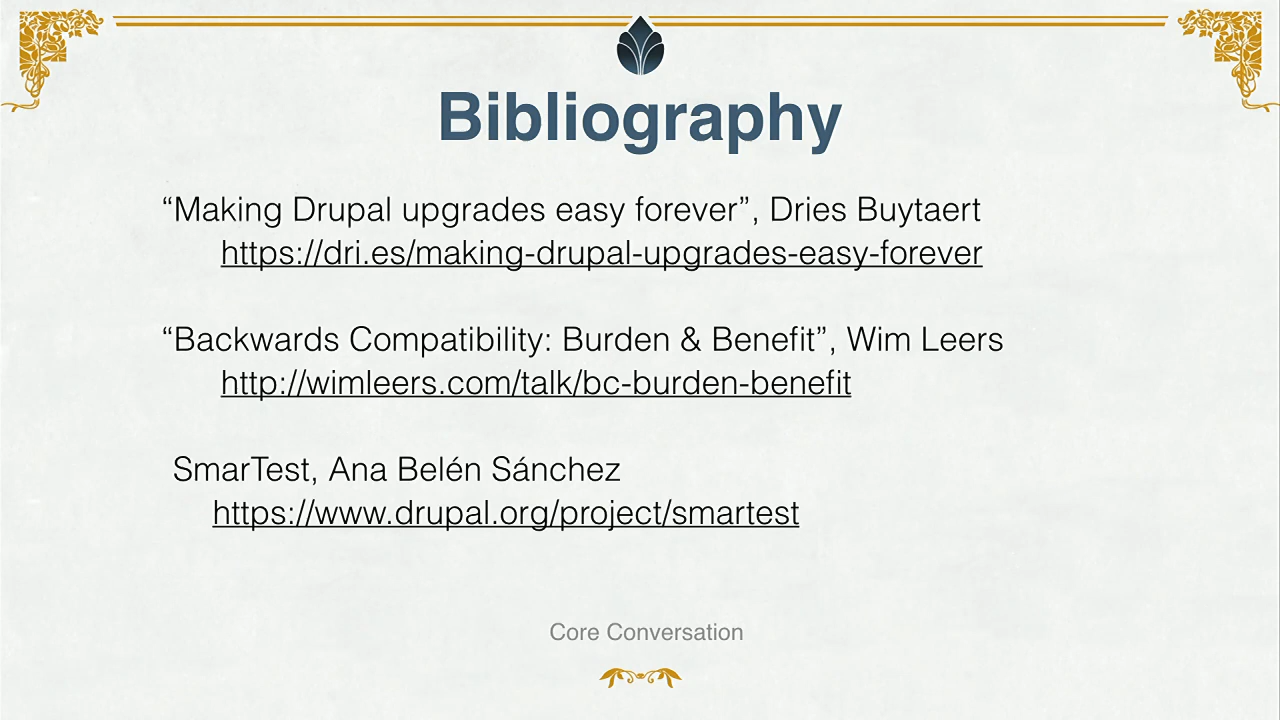 Bibliography
“Making Drupal upgrades easy forever”, Dries Buytaert
https://dri.es/making-drupal-upgrades-easy-forever
“Backwards Compatibility: Burden & Benefit”, Wim Leers
http://wimleers.com/talk/bc-burden-benefit
SmarTest, Ana Belén Sánchez
https://www.drupal.org/project/smartest
Core Conversation